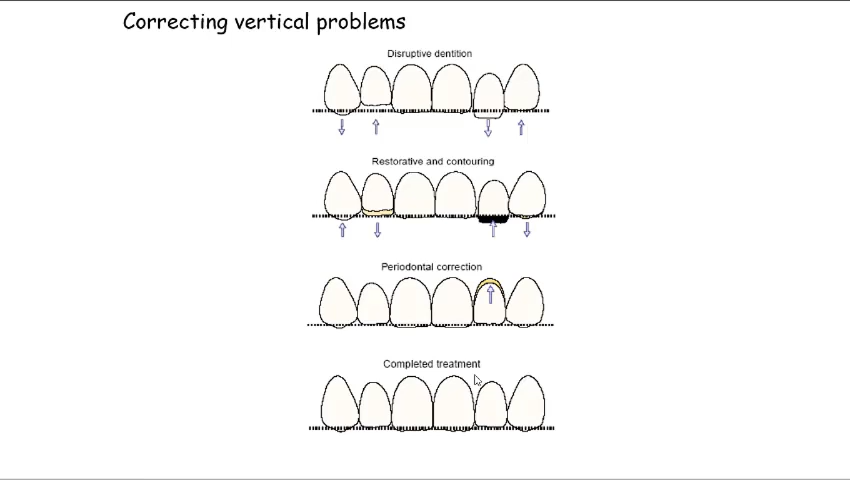 Correcting vertical problems
Disruptive dentition
Restorative and contouring
Periodontal correction
Completed treatment